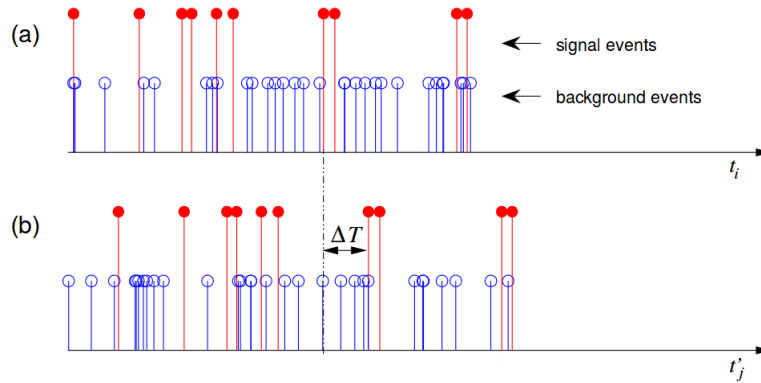 (a)
signal events
background events
t_i
(b)
ΔT
t'_j